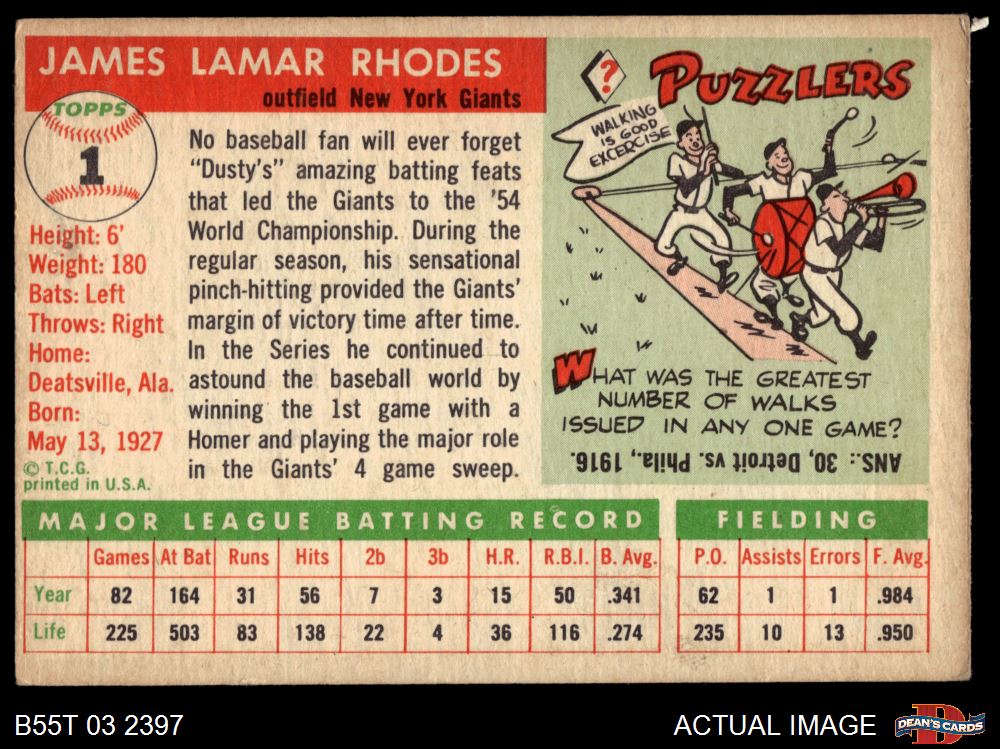 JAMES LAMAR RHODES
outfield New York Giants
TOPPS
1
Height: 6'
Weight: 180
Bats: Left
Throws: Right
Home:
Deatsville, Ala.
Born:
May 13, 1927
© T.C.G.
printed in U.S.A.
No baseball fan will ever forget
"Dusty's" amazing batting feats
that led the Giants to the '54
World Championship. During the
regular season, his sensational
pinch-hitting provided the Giants'
margin of victory time after time.
In the Series he continued to
astound the baseball world by
winning the 1st game with a
Homer and playing the major role
in the Giants' 4 game sweep.
?
PUZZLERS
WALKING
IS GOOD
EXCERCISE
WHAT WAS THE GREATEST
NUMBER OF WALKS
ISSUED IN ANY ONE GAME?
ANS.: 30, Detroit vs. Phila., 1916.
MAJOR LEAGUE BATTING RECORD
Games At Bat Runs Hits 2b 3b H.R. R.B.I. B. Avg.
Year 82 164 31 56 7 3 15 50 .341
Life 225 503 83 138 22 4 36 116 .274
FIELDING
P.O. Assists Errors F. Avg.
62 1 1 .984
235 10 13 .950
B55T 03 2397
ACTUAL IMAGE
D
DEAN'S CARDS